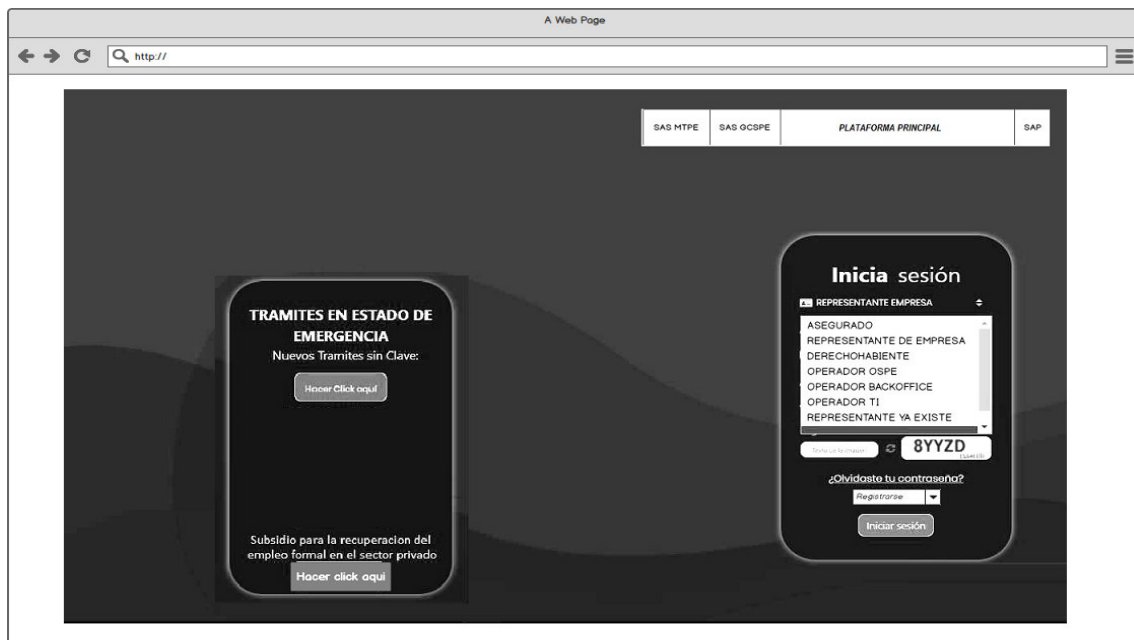 A Web Page
http://
SAS MTPE SAS GCSPE PLATAFORMA PRINCIPAL SAP
TRAMITES EN ESTADO DE
EMERGENCIA
Nuevos Tramites sin Clave:
Hacer Click aquí
Subsidio para la recuperacion del
empleo formal en el sector privado
Hacer click aqui
Inicia sesión
REPRESENTANTE EMPRESA
ASEGURADO
REPRESENTANTE DE EMPRESA
DERECHOHABIENTE
OPERADOR OSPE
OPERADOR BACKOFFICE
OPERADOR TI
REPRESENTANTE YA EXISTE
8YYZD
¿Olvidaste tu contraseña?
Registrarse
Iniciar sesión